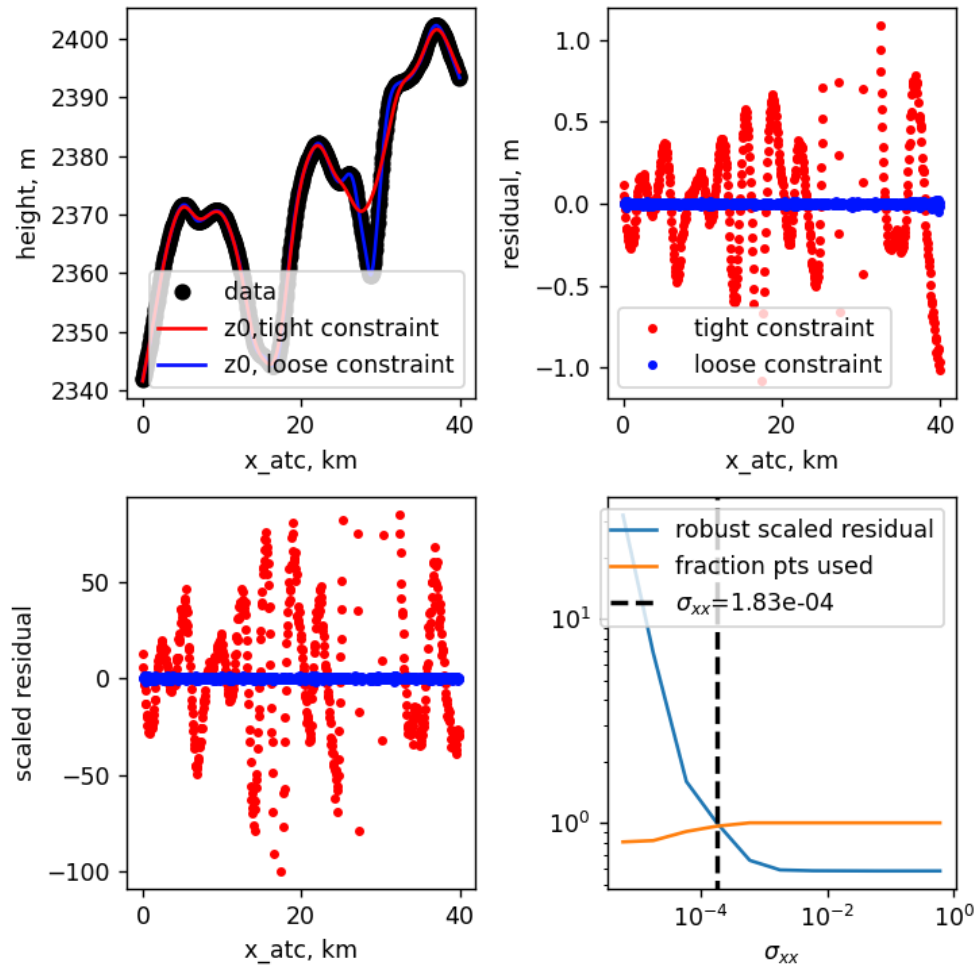 height, m
2400
2390
2380
2370
2360
2350
2340
data
z0,tight constraint
z0, loose constraint
0
20
40
x_atc, km
residual, m
1.0
0.5
0.0
−0.5
−1.0
tight constraint
loose constraint
0
20
40
x_atc, km
scaled residual
50
0
−50
−100
0
20
40
x_atc, km
robust scaled residual
fraction pts used
σxx=1.83e-04
10¹
10⁰
10⁻⁴
10⁻²
10⁰
σxx